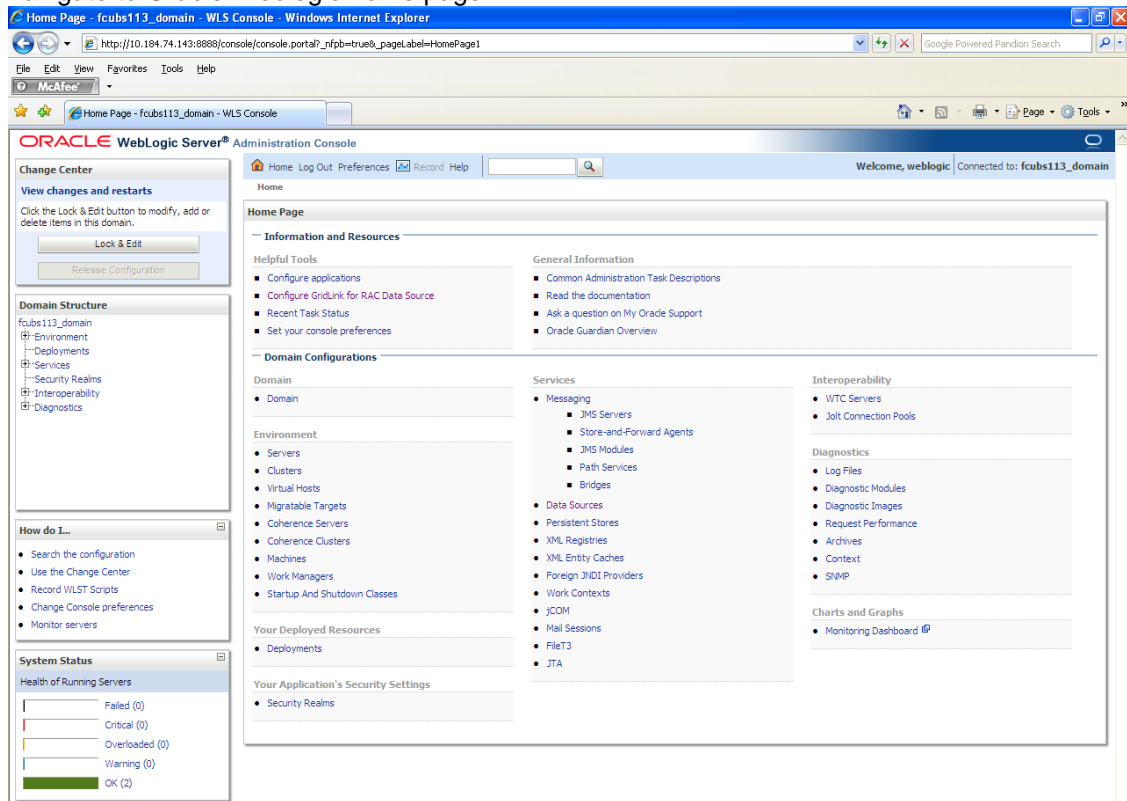 Navigate to Oracle Weblogic home page
Home Page - fcubs113_domain - WLS Console - Windows Internet Explorer
http://10.184.74.143:8888/console/console.portal?_nfpb=true&_pageLabel=HomePage1
Google Powered Pandion Search
File Edit View Favorites Tools Help
McAfee
Home Page - fcubs113_domain - WLS Console
Page Tools
ORACLE WebLogic Server® Administration Console
Change Center
View changes and restarts
Click the Lock & Edit button to modify, add or
delete items in this domain.
Lock & Edit
Release Configuration
Domain Structure
fcubs113_domain
Environment
Deployments
Services
Security Realms
Interoperability
Diagnostics
How do I...
Search the configuration
Use the Change Center
Record WLST Scripts
Change Console preferences
Monitor servers
System Status
Health of Running Servers
Failed (0)
Critical (0)
Overloaded (0)
Warning (0)
OK (2)
Home Log Out Preferences Record Help
Welcome, weblogic Connected to: fcubs113_domain
Home
Home Page
Information and Resources
Helpful Tools
Configure applications
Configure GridLink for RAC Data Source
Recent Task Status
Set your console preferences
General Information
Common Administration Task Descriptions
Read the documentation
Ask a question on My Oracle Support
Oracle Guardian Overview
Domain Configurations
Domain
Domain
Environment
Servers
Clusters
Virtual Hosts
Migratable Targets
Coherence Servers
Coherence Clusters
Machines
Work Managers
Startup And Shutdown Classes
Your Deployed Resources
Deployments
Your Application's Security Settings
Security Realms
Services
Messaging
JMS Servers
Store-and-Forward Agents
JMS Modules
Path Services
Bridges
Data Sources
Persistent Stores
XML Registries
XML Entity Caches
Foreign JNDI Providers
Work Contexts
jCOM
Mail Sessions
FileT3
JTA
Interoperability
WTC Servers
Jolt Connection Pools
Diagnostics
Log Files
Diagnostic Modules
Diagnostic Images
Request Performance
Archives
Context
SNMP
Charts and Graphs
Monitoring Dashboard